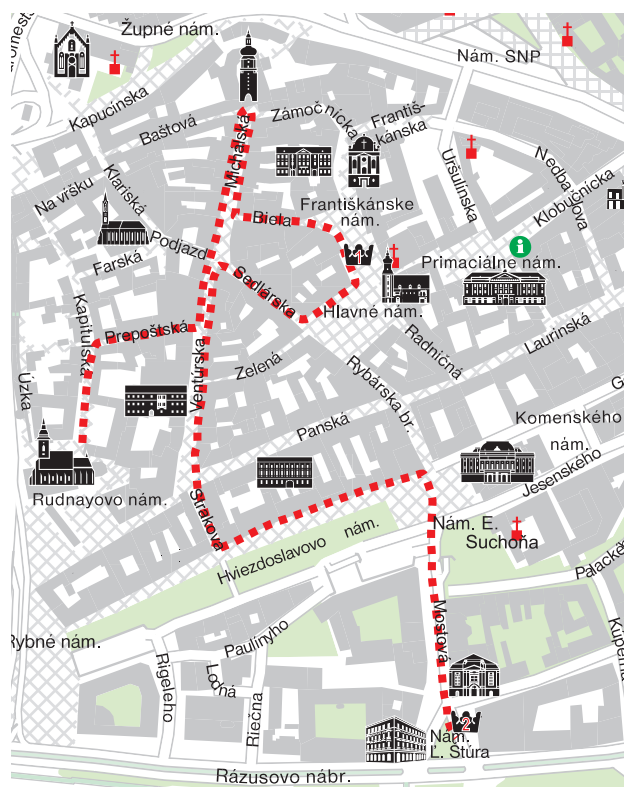 Župné nám.
Nám. SNP
Kapucínska
Baštová
Michalská
Zámočnícka
Františ-
kánska
Uršulínska
Nedbalova
Klobučnícka
Na vŕšku
Klariská
Františkánske
nám.
Biela
Podjazd
Farská
1
i
Primaciálne nám.
Sedlárska
Hlavné nám.
Kapitulská
Prepoštská
Ventúrska
Zelená
Radničná
Laurinská
Rybárska br.
Úzka
Panská
Komenského
nám.
Jesenského
Rudnayovo nám.
Strakova
Hviezdoslavovo nám.
Nám. E.
Suchoňa
Palackého
Mostová
Paulínyho
Rybné nám.
Rigeleho
Lodná
Riečna
Kúpeľná
2
Nám.
Ľ. Štúra
Rázusovo nábr.